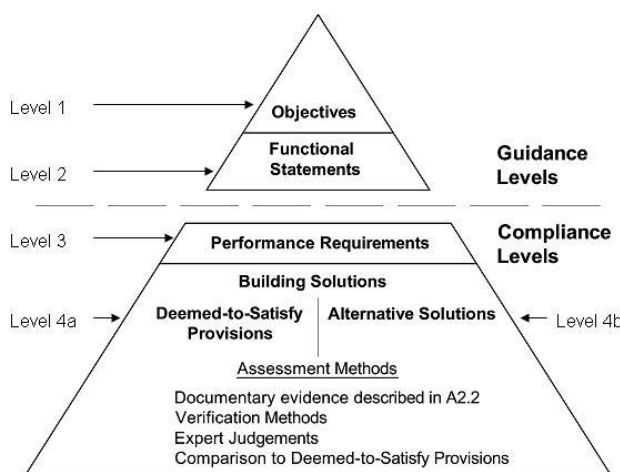 Level 1
Objectives
Functional
Statements
Level 2
Guidance
Levels
Level 3
Performance Requirements
Compliance
Levels
Building Solutions
Level 4a
Deemed-to-Satisfy
Provisions
Alternative Solutions
Level 4b
Assessment Methods
Documentary evidence described in A2.2
Verification Methods
Expert Judgements
Comparison to Deemed-to-Satisfy Provisions